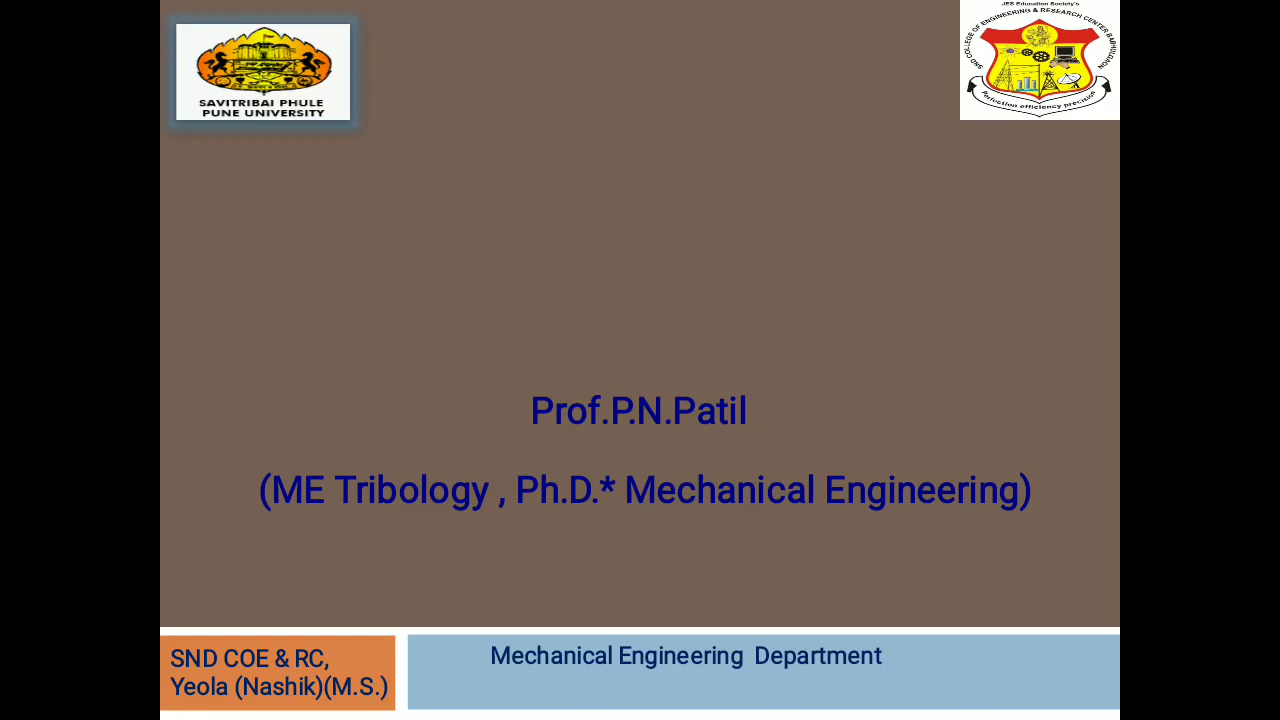 JES Education Society's
SND COLLEGE OF ENGINEERING & RESEARCH CENTER BABHULGAON
Perfection efficiency precision
SAVITRIBAI PHULE
PUNE UNIVERSITY
Prof.P.N.Patil
(ME Tribology , Ph.D.* Mechanical Engineering)
SND COE & RC,
Yeola (Nashik)(M.S.)
Mechanical Engineering Department